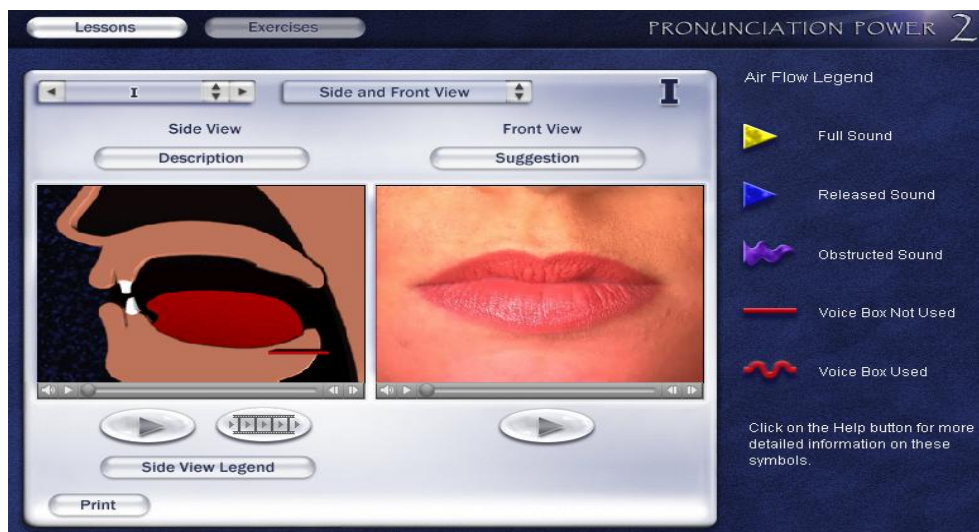 Lessons
Exercises
PRONUNCIATION POWER 2
I
Side and Front View
I
Side View
Front View
Description
Suggestion
Side View Legend
Print
Air Flow Legend
Full Sound
Released Sound
Obstructed Sound
Voice Box Not Used
Voice Box Used
Click on the Help button for more
detailed information on these
symbols.